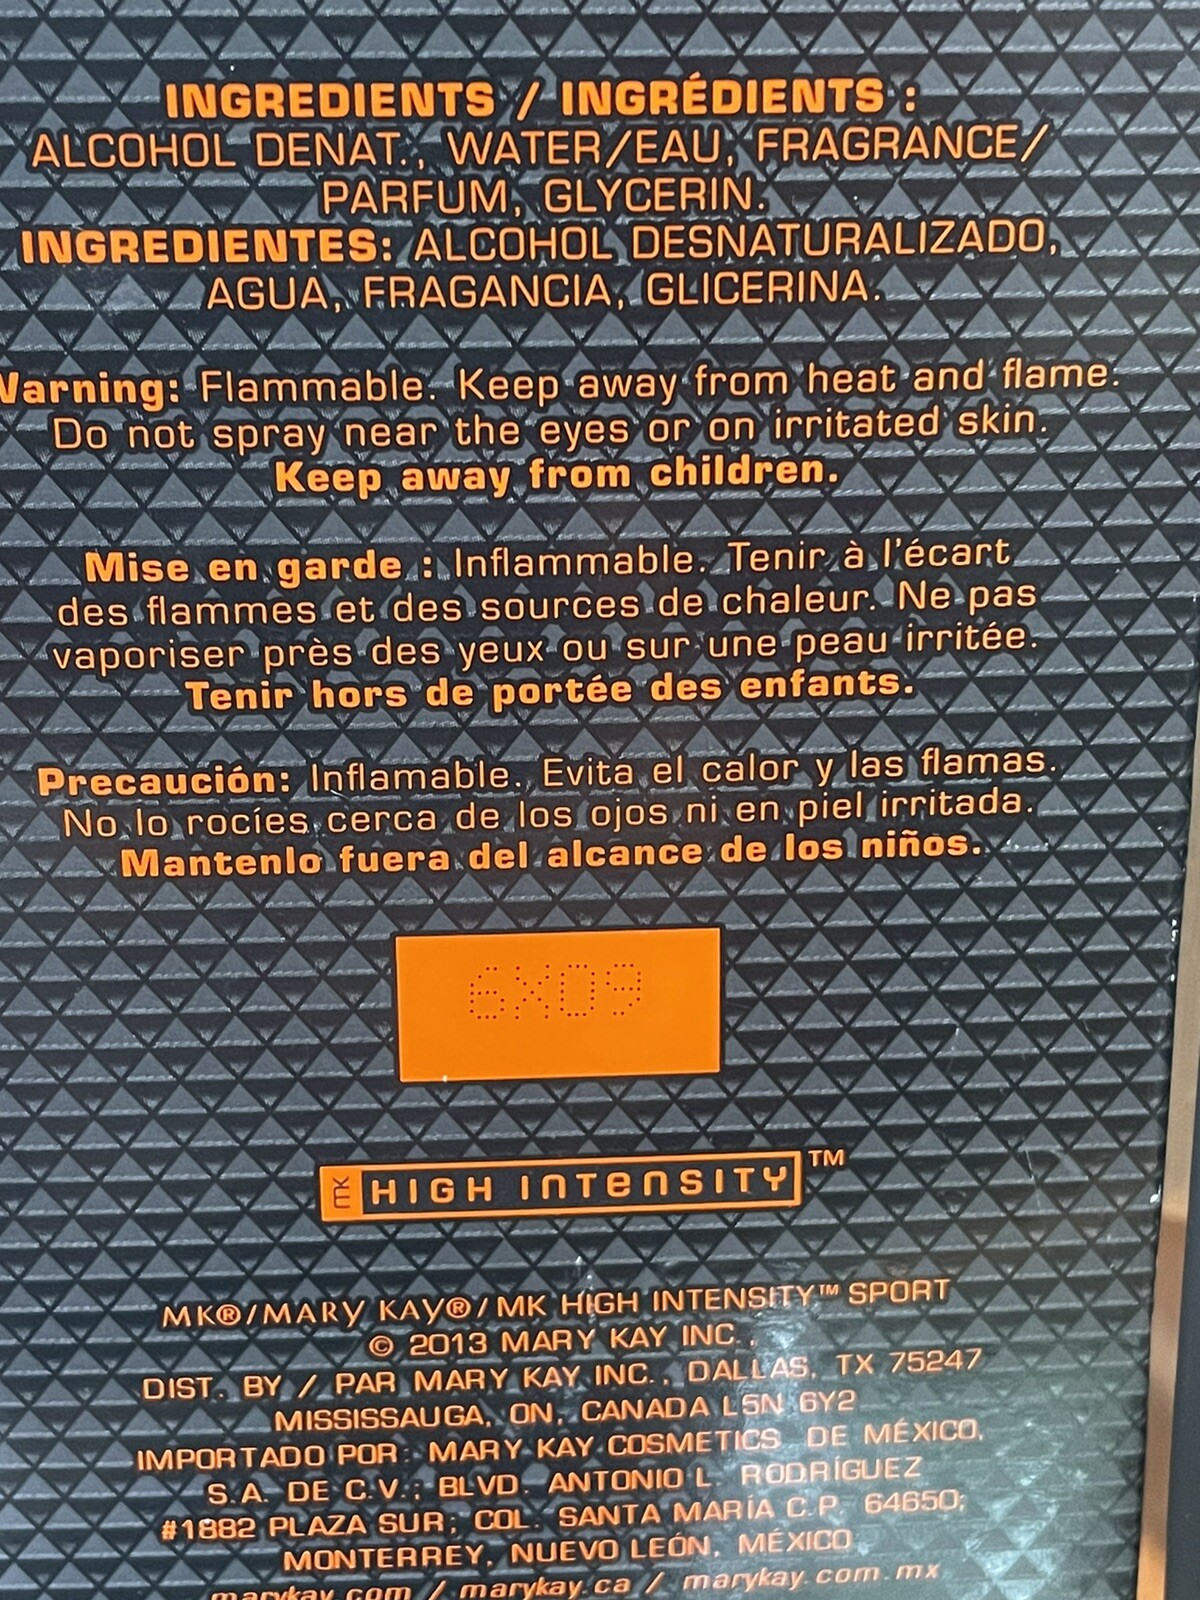 INGREDIENTS / INGRÉDIENTS :
ALCOHOL DENAT., WATER/EAU, FRAGRANCE/
PARFUM, GLYCERIN.
INGREDIENTES: ALCOHOL DESNATURALIZADO,
AGUA, FRAGANCIA, GLICERINA.
Warning: Flammable. Keep away from heat and flame.
Do not spray near the eyes or on irritated skin.
Keep away from children.
Mise en garde : Inflammable. Tenir à l'écart
des flammes et des sources de chaleur. Ne pas
vaporiser près des yeux ou sur une peau irritée.
Tenir hors de portée des enfants.
Precaución: Inflamable. Evita el calor y las flamas.
No lo rocíes cerca de los ojos ni en piel irritada.
Mantenlo fuera del alcance de los niños.
6X09
MK HIGH INTENSITY™
MK®/MARY KAY®/MK HIGH INTENSITY™ SPORT
© 2013 MARY KAY INC.,
DIST. BY / PAR MARY KAY INC., DALLAS, TX 75247
MISSISSAUGA, ON, CANADA L5N 6Y2
IMPORTADO POR: MARY KAY COSMETICS DE MÉXICO,
S.A. DE C.V.; BLVD. ANTONIO L. RODRÍGUEZ
#1882 PLAZA SUR; COL. SANTA MARÍA C.P. 64650;
MONTERREY, NUEVO LEÓN, MÉXICO
marykay.com / marykay.ca / marykay.com.mx